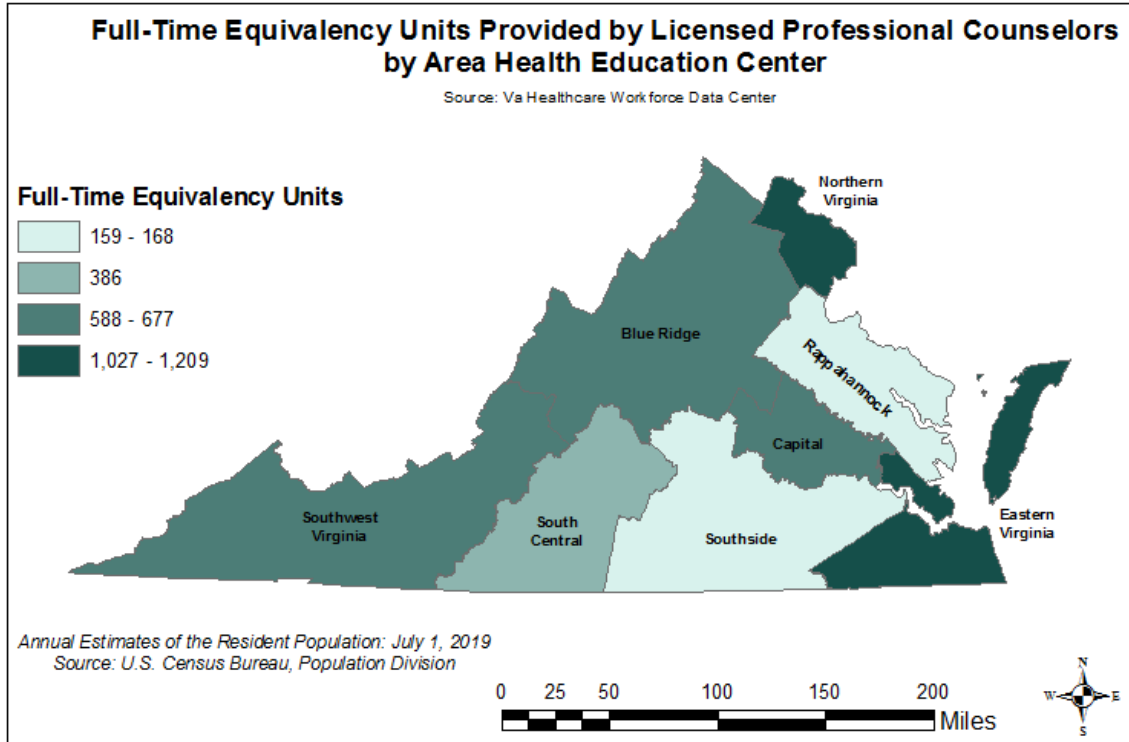 Full-Time Equivalency Units Provided by Licensed Professional Counselors
by Area Health Education Center
Source: Va Healthcare Workforce Data Center
Full-Time Equivalency Units
159 - 168
386
588 - 677
1,027 - 1,209
Northern
Virginia
Blue Ridge
Rappahannock
Capital
Southwest
Virginia
South
Central
Southside
Eastern
Virginia
Annual Estimates of the Resident Population: July 1, 2019
Source: U.S. Census Bureau, Population Division
0 25 50 100 150 200
Miles
N
W E
S